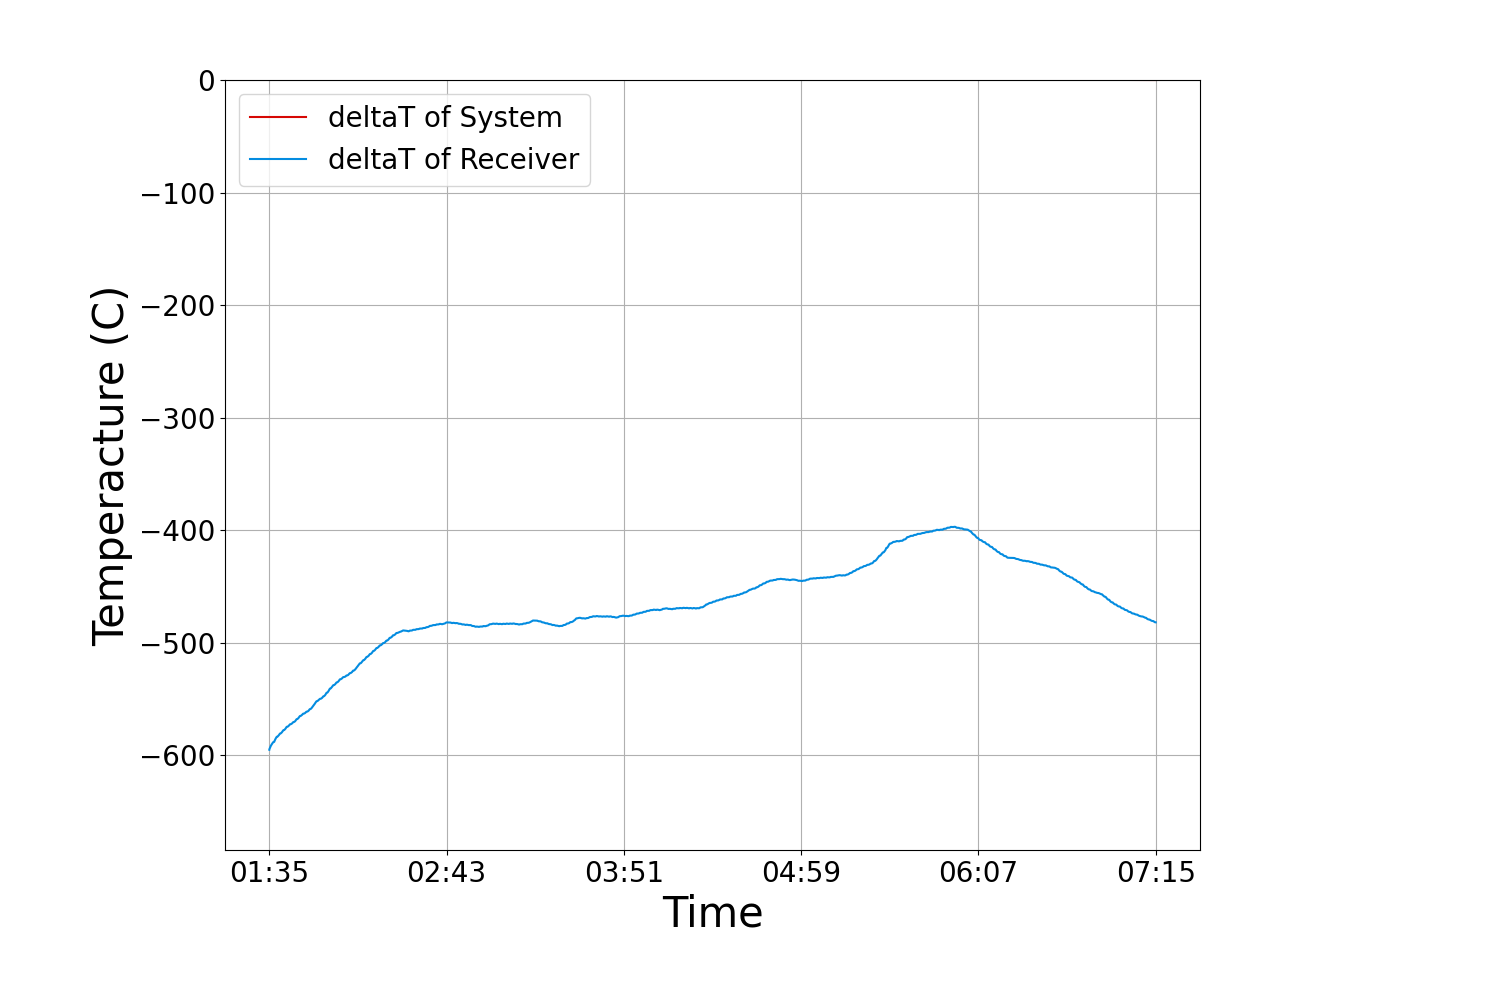 0
deltaT of System
deltaT of Receiver
−100
−200
−300
−400
−500
−600
Temperacture (C)
01:35 02:43 03:51 04:59 06:07 07:15
Time